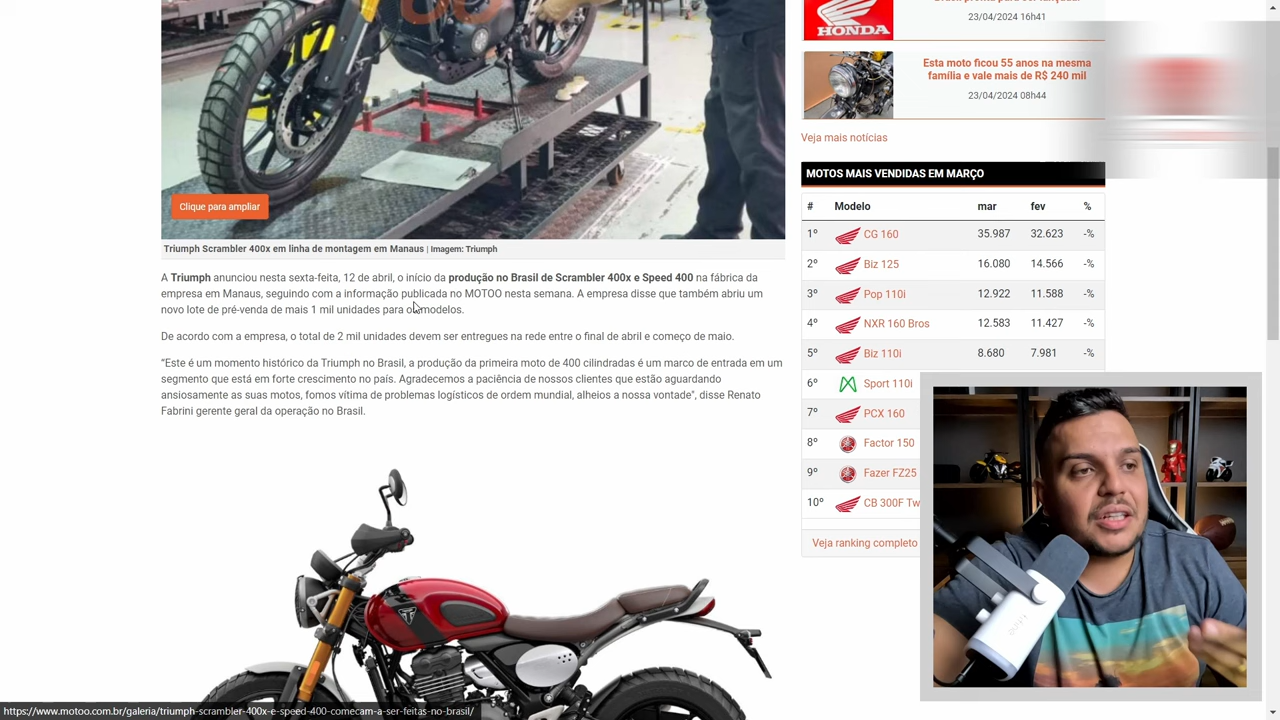 HONDA
23/04/2024 16h41
Esta moto ficou 55 anos na mesma
família e vale mais de R$ 240 mil
23/04/2024 08h44
Veja mais notícias
MOTOS MAIS VENDIDAS EM MARÇO
# Modelo mar fev %
1º CG 160 35.987 32.623 -%
2º Biz 125 16.080 14.566 -%
3º Pop 110i 12.922 11.588 -%
4º NXR 160 Bros 12.583 11.427 -%
5º Biz 110i 8.680 7.981 -%
6º Sport 110i
7º PCX 160
8º Factor 150
9º Fazer FZ25
10º CB 300F Tw
Veja ranking completo
Clique para ampliar
Triumph Scrambler 400x em linha de montagem em Manaus | Imagem: Triumph
A Triumph anunciou nesta sexta-feira, 12 de abril, o início da produção no Brasil de Scrambler 400x e Speed 400 na fábrica da
empresa em Manaus, seguindo com a informação publicada no MOTOO nesta semana. A empresa disse que também abriu um
novo lote de pré-venda de mais 1 mil unidades para os modelos.
De acordo com a empresa, o total de 2 mil unidades devem ser entregues na rede entre o final de abril e começo de maio.
“Este é um momento histórico da Triumph no Brasil, a produção da primeira moto de 400 cilindradas é um marco de entrada em um
segmento que está em forte crescimento no país. Agradecemos a paciência de nossos clientes que estão aguardando
ansiosamente as suas motos, fomos vítima de problemas logísticos de ordem mundial, alheios a nossa vontade”, disse Renato
Fabrini gerente geral da operação no Brasil.
https://www.motoo.com.br/galeria/triumph-scrambler-400x-e-speed-400-comecam-a-ser-feitas-no-brasil/